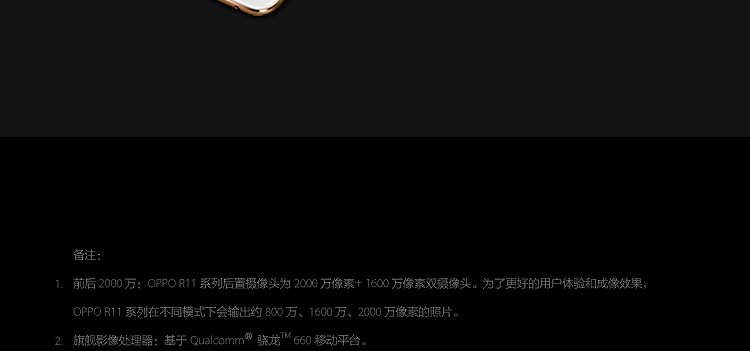 备注：
1. 前后 2000 万：OPPO R11 系列后置摄像头为 2000 万像素+ 1600 万像素双摄像头。为了更好的用户体验和成像效果，
OPPO R11 系列在不同模式下会输出约 800 万、1600 万、2000 万像素的照片。
2. 旗舰影像处理器：基于 Qualcomm® 骁龙™ 660 移动平台。